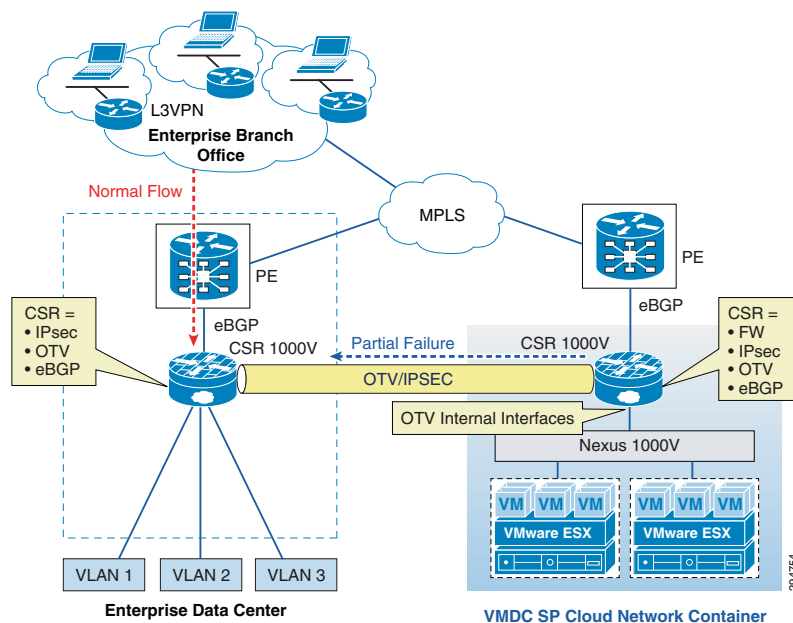 L3VPN
Enterprise Branch
Office
Normal Flow
MPLS
PE
PE
eBGP
eBGP
CSR =
• IPsec
• OTV
• eBGP
CSR 1000V
Partial Failure
CSR 1000V
CSR =
• FW
• IPsec
• OTV
• eBGP
OTV/IPSEC
OTV Internal Interfaces
Nexus 1000V
VM VM VM
VM VM VM
VMware ESX
VMware ESX
VLAN 1
VLAN 2
VLAN 3
Enterprise Data Center
VMDC SP Cloud Network Container